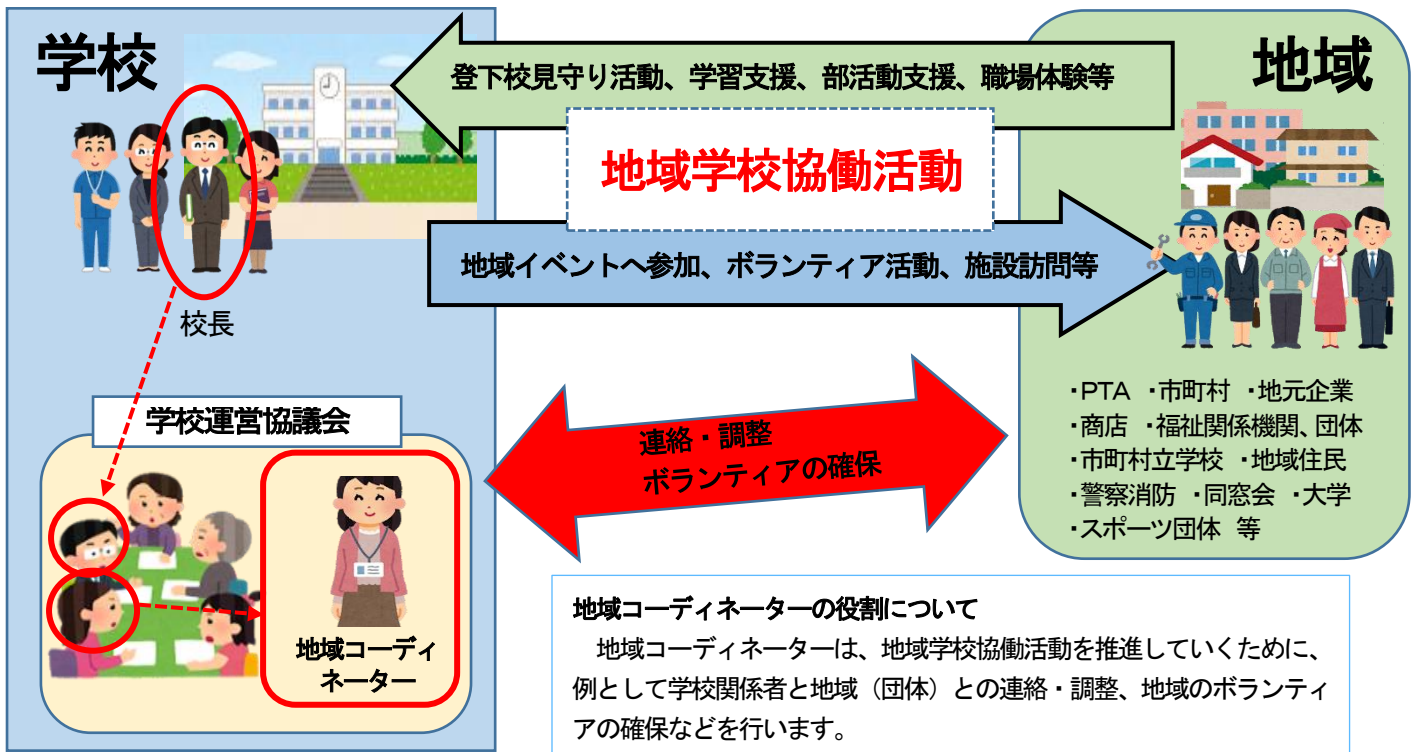 学校
登下校見守り活動、学習支援、部活動支援、職場体験等
地域
地域学校協働活動
地域イベントへ参加、ボランティア活動、施設訪問等
校長
学校運営協議会
地域コーディ
ネーター
連絡・調整
ボランティアの確保
・PTA ・市町村 ・地元企業
・商店 ・福祉関係機関、団体
・市町村立学校 ・地域住民
・警察消防 ・同窓会 ・大学
・スポーツ団体 等
地域コーディネーターの役割について
地域コーディネーターは、地域学校協働活動を推進していくために、
例として学校関係者と地域（団体）との連絡・調整、地域のボランティ
アの確保などを行います。